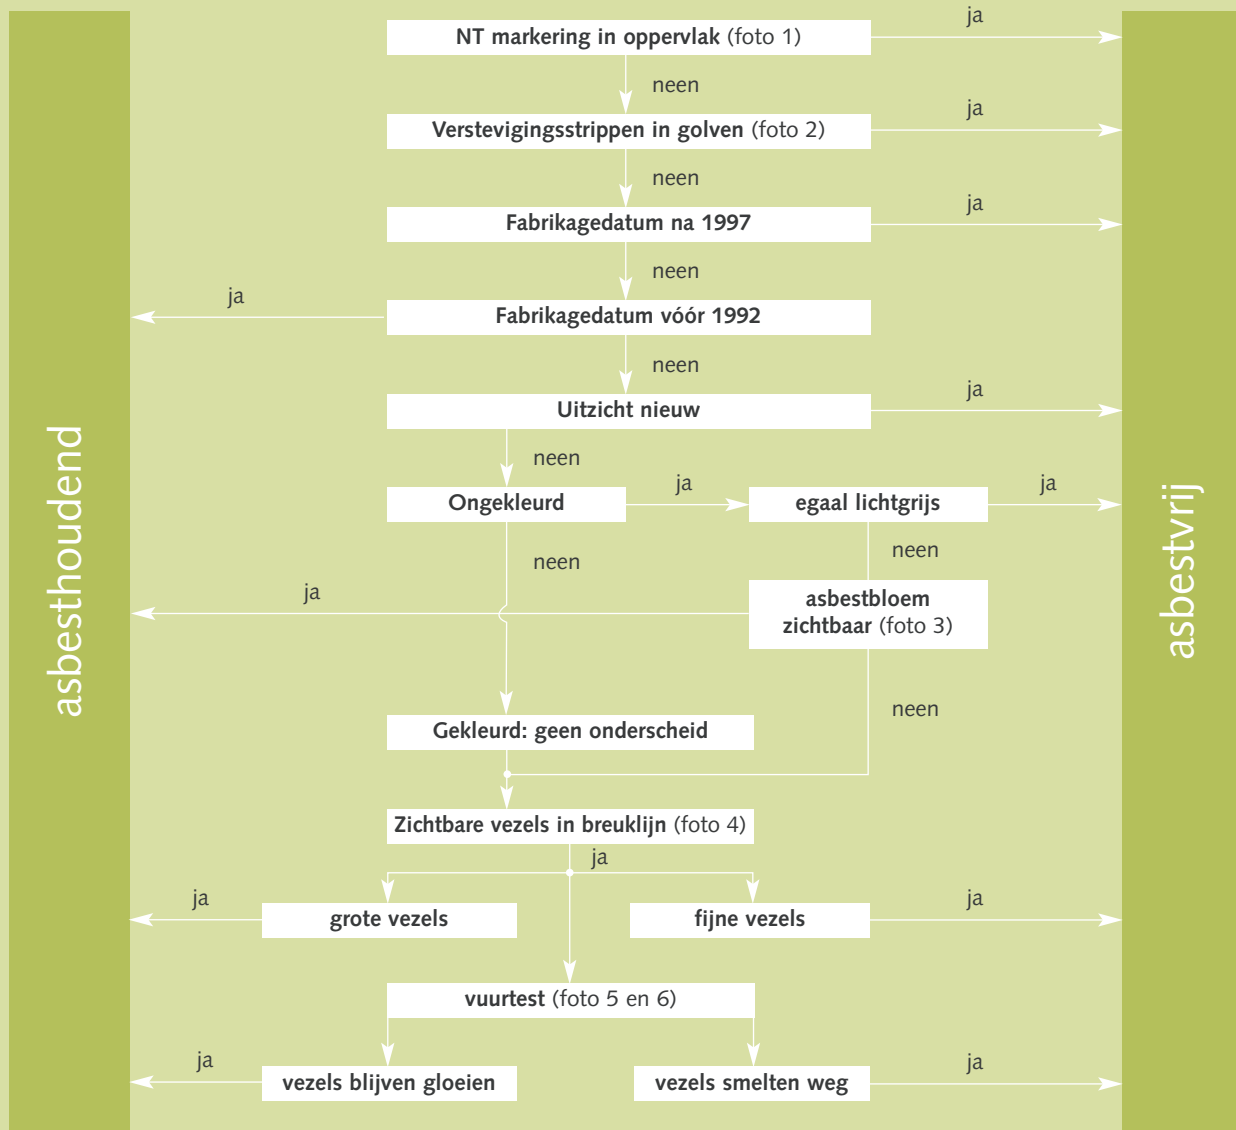 ja
NT markering in oppervlak (foto 1)
neen
ja
Verstevigingsstrippen in golven (foto 2)
neen
ja
Fabrikagedatum na 1997
neen
ja
Fabrikagedatum vóór 1992
neen
ja
Uitzicht nieuw
neen
ja
ja
Ongekleurd
egaal lichtgrijs
neen
neen
ja
asbestbloem
zichtbaar (foto 3)
neen
Gekleurd: geen onderscheid
Zichtbare vezels in breuklijn (foto 4)
ja
ja
ja
grote vezels
fijne vezels
vuurtest (foto 5 en 6)
ja
ja
vezels blijven gloeien
vezels smelten weg
asbesthoudend
asbestvrij